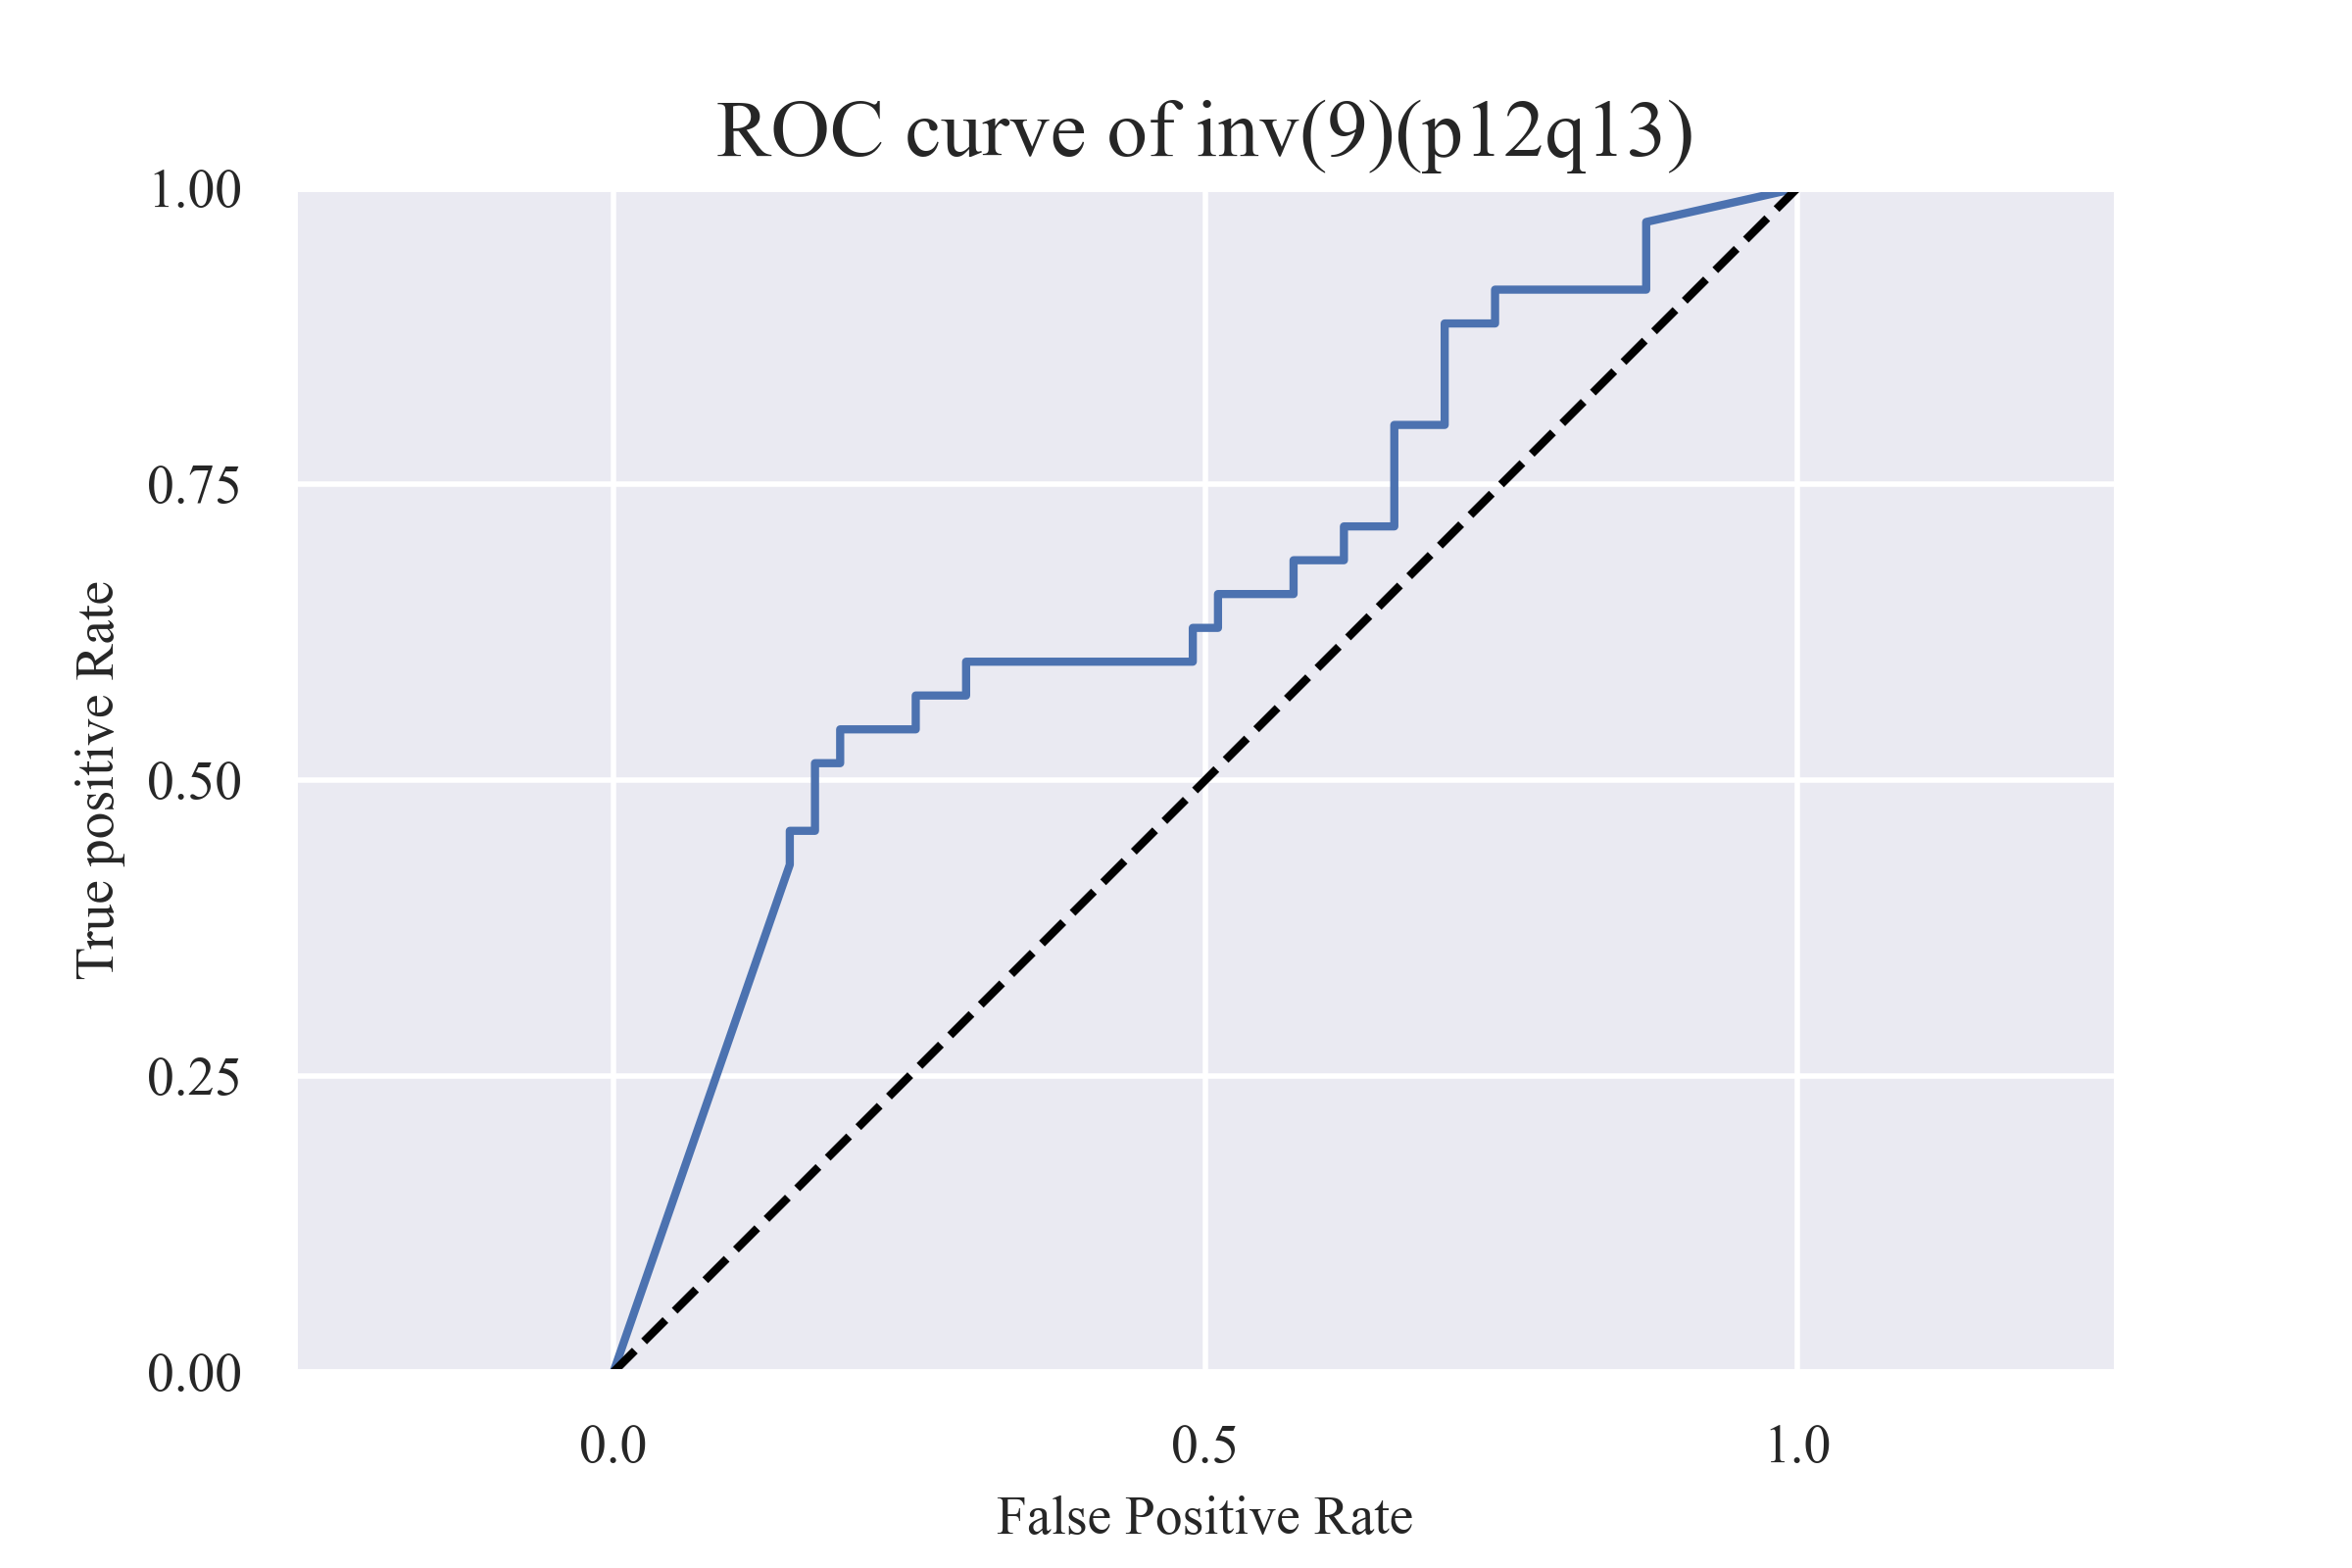 ROC curve of inv(9)(p12q13)
1.00
0.75
0.50
0.25
0.00
True positive Rate
0.0 0.5 1.0
False Positive Rate